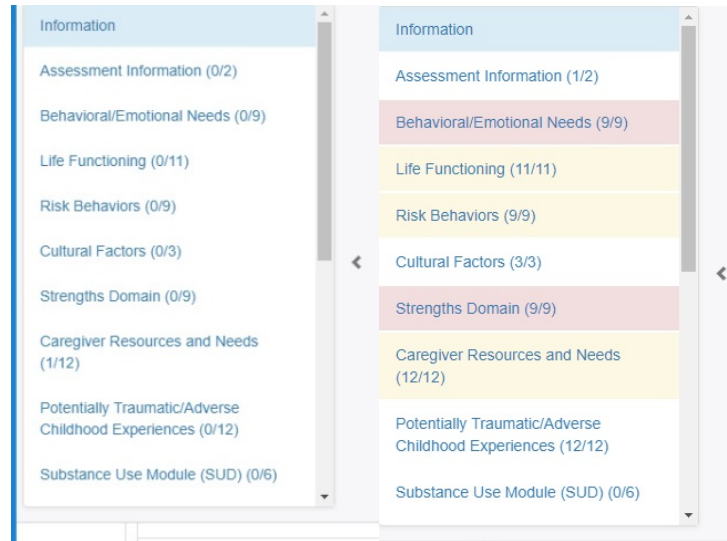 Information
Assessment Information (0/2)
Behavioral/Emotional Needs (0/9)
Life Functioning (0/11)
Risk Behaviors (0/9)
Cultural Factors (0/3)
Strengths Domain (0/9)
Caregiver Resources and Needs
(1/12)
Potentially Traumatic/Adverse
Childhood Experiences (0/12)
Substance Use Module (SUD) (0/6)
Information
Assessment Information (1/2)
Behavioral/Emotional Needs (9/9)
Life Functioning (11/11)
Risk Behaviors (9/9)
Cultural Factors (3/3)
Strengths Domain (9/9)
Caregiver Resources and Needs
(12/12)
Potentially Traumatic/Adverse
Childhood Experiences (12/12)
Substance Use Module (SUD) (0/6)